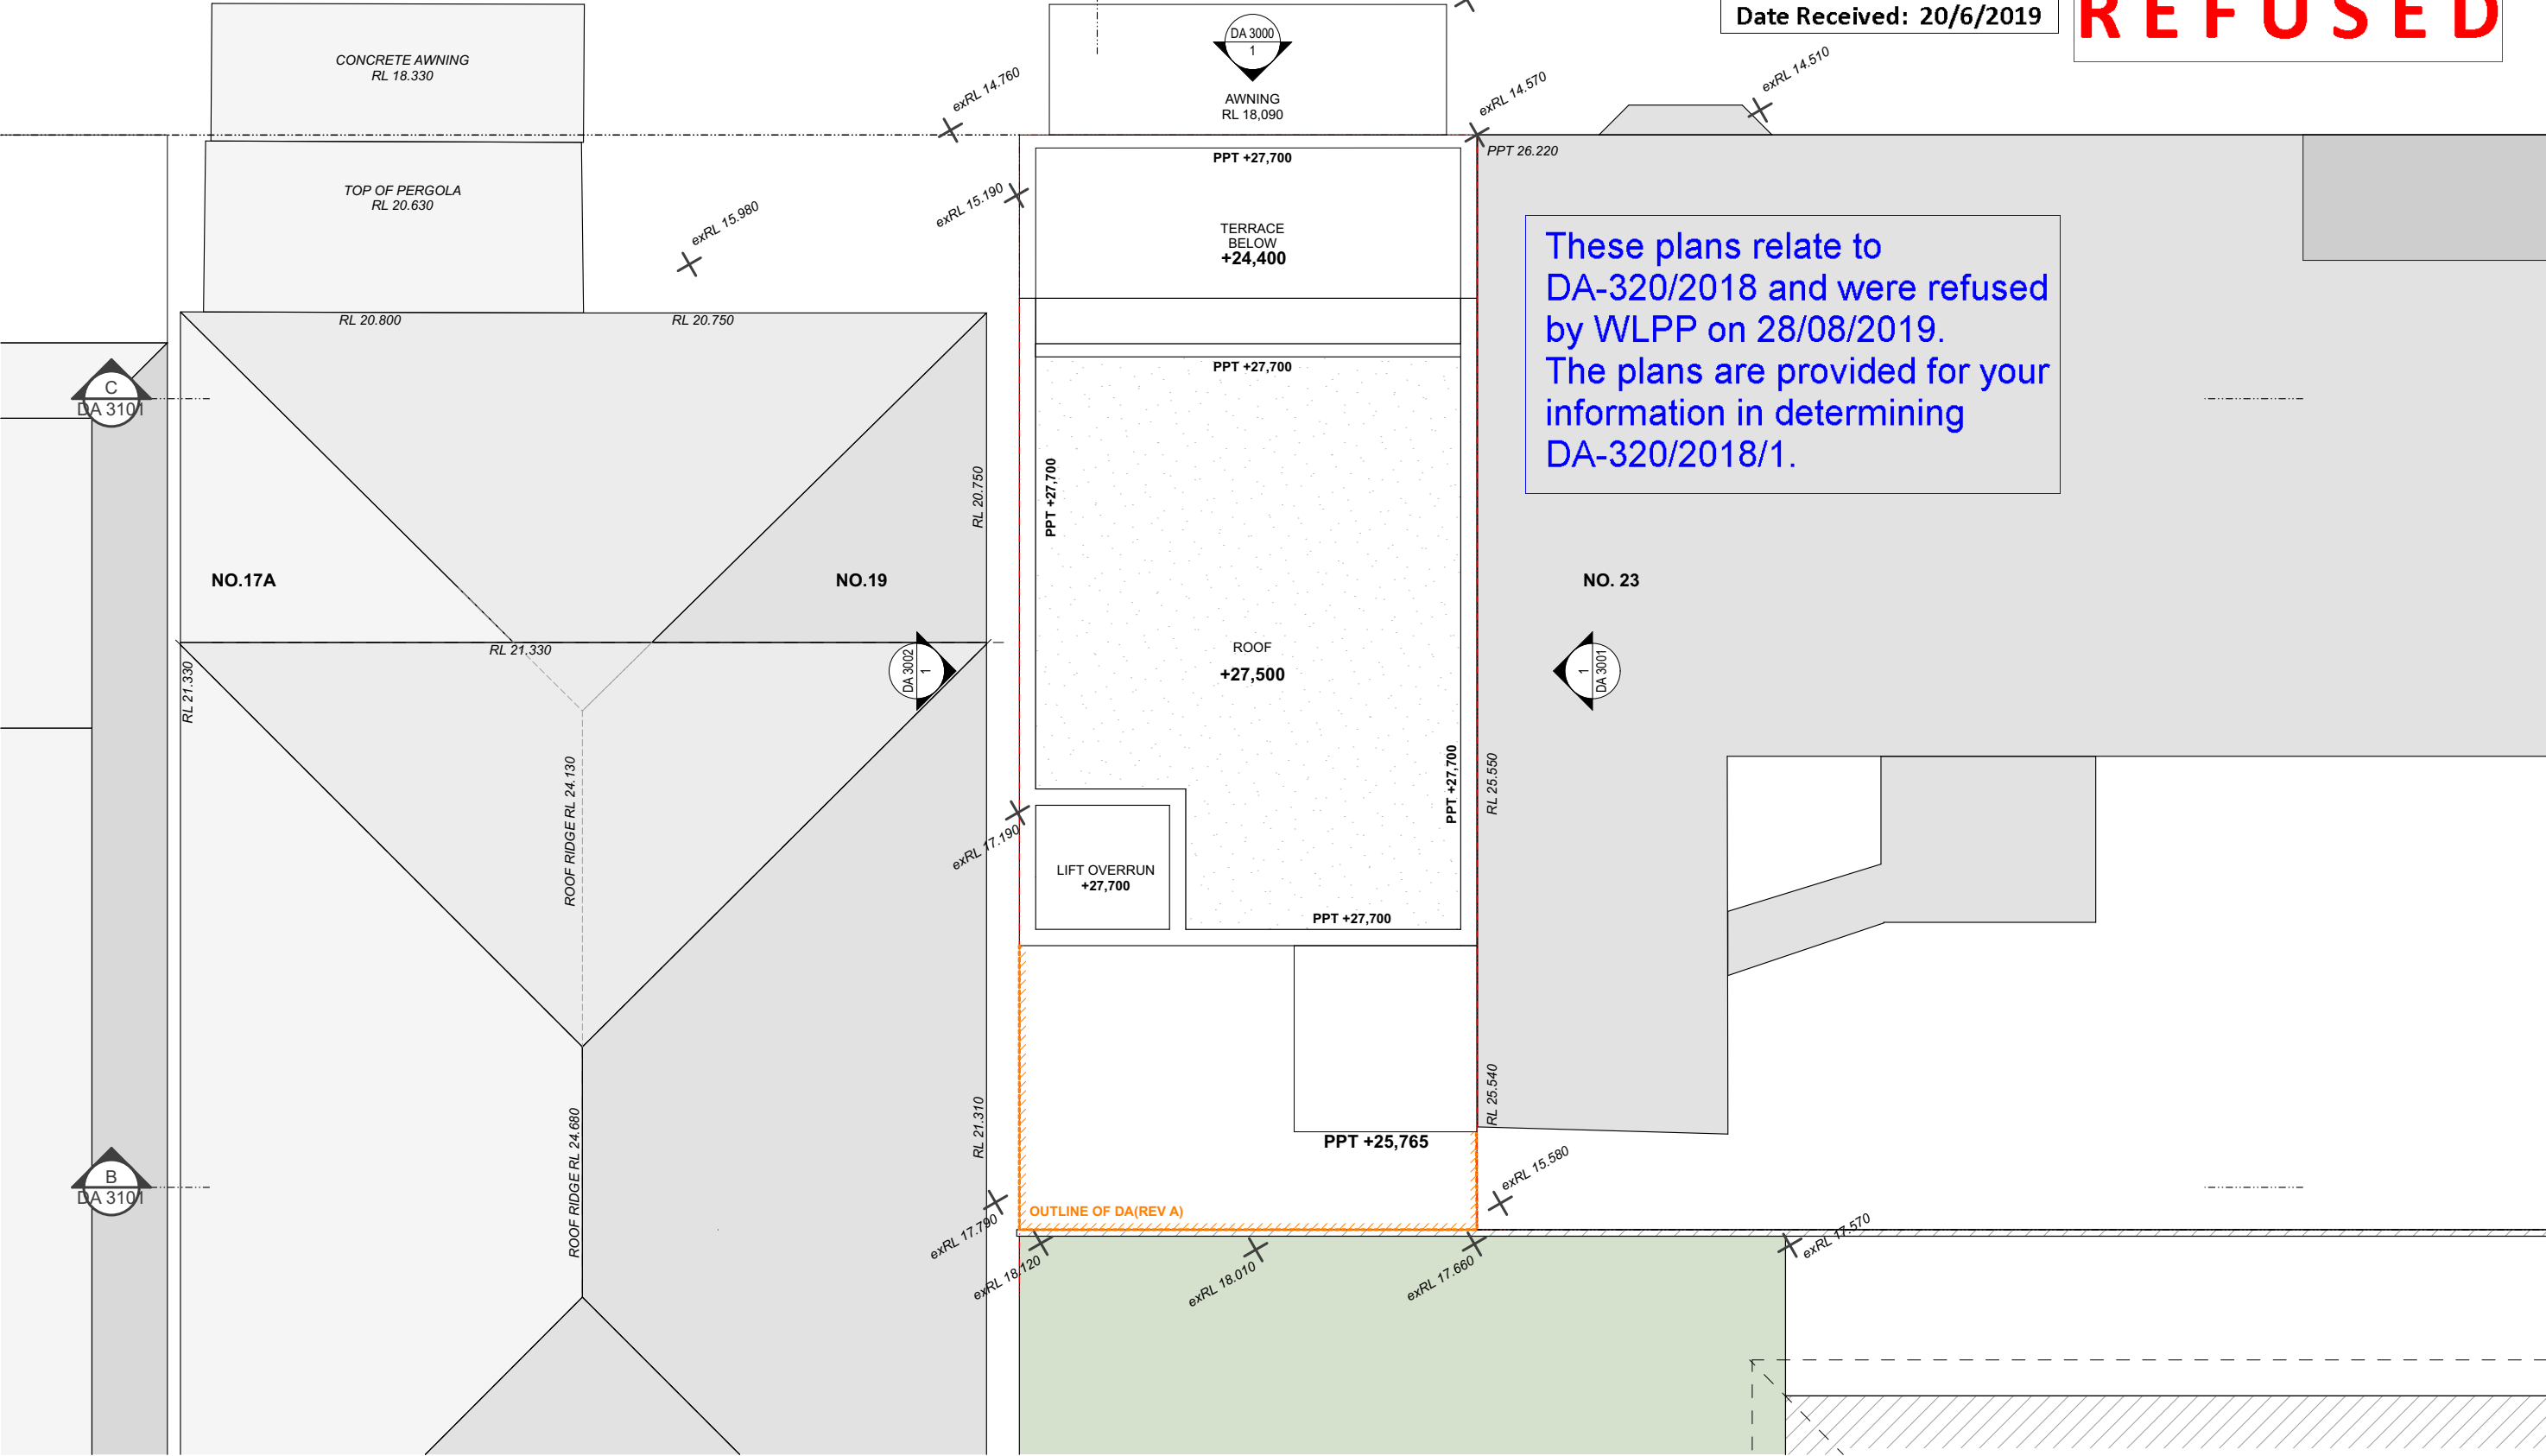 Date Received: 20/6/2019
REFUSED
CONCRETE AWNING
RL 18.330
DA 3000
1
AWNING
RL 18,090
exRL 14.760
exRL 14.570
exRL 14.510
PPT 26.220
PPT +27,700
TOP OF PERGOLA
RL 20.630
exRL 15.190
exRL 15.980
TERRACE
BELOW
+24,400
These plans relate to
DA-320/2018 and were refused
by WLPP on 28/08/2019.
The plans are provided for your
information in determining
DA-320/2018/1.
RL 20.800
RL 20.750
PPT +27,700
C
DA 3101
RL 20.750
PPT +27,700
NO.17A
NO.19
NO. 23
RL 21.330
RL 21.330
DA 3002
1
ROOF
+27,500
1
DA 3001
ROOF RIDGE RL 24.130
PPT +27,700
RL 25.550
exRL 17.190
LIFT OVERRUN
+27,700
PPT +27,700
RL 25.540
ROOF RIDGE RL 24.680
RL 21.310
PPT +25,765
B
DA 3101
exRL 15.580
OUTLINE OF DA(REV A)
exRL 17.790
exRL 18.120
exRL 18.010
exRL 17.660
exRL 17.570